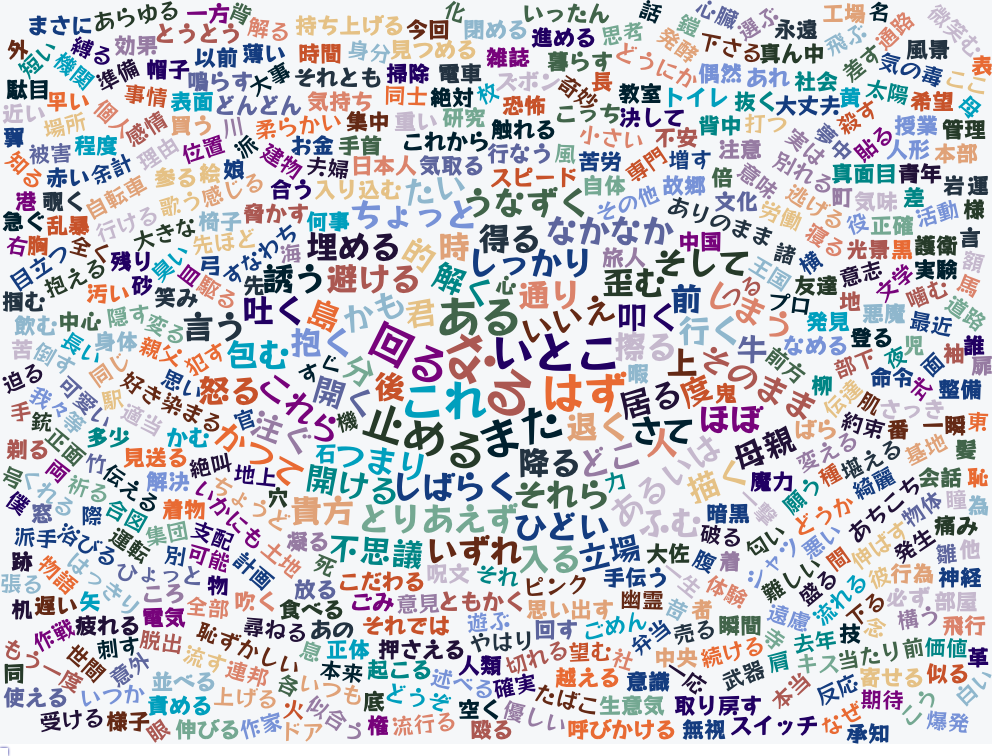 まさに
あらゆる
一方
背
解る
持ち上げる
今回
化
閉める
いったん
話
鎧
心臓
選ぶ
永遠
工場
名
微笑む
外
短い
縛る
効果
とうとう
以前
薄い
時間
身分
見つめる
雑誌
進める
思考
発酵
下さる
真ん中
飛ぶ
通路
風景
表
駄目
機関
準備
帽子
鳴らす
大事
それとも
掃除
電車
ズボン
暮らす
どうにか
偶然
あれ
社会
差す
気の毒
ここ
近い
早い
事情
表面
どんどん
気持ち
同士
絶対
枚
恐怖
奇妙
長
教室
トイレ
抜く
大丈夫
黄
太陽
希望
母
翼
場所
個人
感情
買う
川
柔らかい
集中
重い
研究
触れる
こっち
決して
背中
打つ
殺す
授業
管理
知る
被害
程度
理由
位置
派
お金
手首
これから
行なう
風
小さい
不安
注意
実は
途中
貼る
人形
本部
赤い
余計
参る
絵
娘
建物
夫婦
日本人
気取る
苦労
専門
増す
意味
別れる
真面目
青年
岩
運
港
覗く
自転車
歌う
感じる
合う
入り込む
たい
スピード
自体
故郷
倍
文化
労働
逃げる
町
気味
差
様
急ぐ
乱暴
行ける
大きな
椅子
脅かす
何事
ちょっと
うなずく
その他
ありのまま
寝る
役
正確
活動
言
右
胸
全く
残り
臭い
先ほど
すなわち
海
埋める
的
時
得る
なかなか
中国
諸
横
光景
黒
護衛
額
目立つ
抱える
汚い
砂
皿
弓
駆る
先
誘う
避ける
解く
心
しっかり
旅人
歪む
そして
王国
友達
意志
文学
実験
馬
掴む
笑み
吐く
島
かも
君
ある
通り
いいえ
叩く
前
しまう
いる
プロ
地
噛む
道路
飲む
中心
隠す
変る
言う
回る
行く
発見
悪魔
最近
苦
倒す
長い
身体
親父
犯す
包む
抱く
分
なる
いとこ
擦る
上
牛
前方
なめる
登る
夜
児
誰
迫る
可愛い
同じ
好き
思い
怒る
すぐ
開く
後
これ
る
はず
暇
居る
度
鬼
そのまま
柳
部下
命令
面
袖
扉
手
我々
等
駅
適当
染まる
官
これら
機
止める
また
退く
さて
人
ほぼ
ばら
伝達
肌
式
整備
銃
正面
多少
かむ
かつて
注ぐ
石
つまり
降る
どこ
あるいは
母親
変える
約束
さっき
番
一瞬
東
剃る
両
竹
伝える
見送る
絶叫
地上
開ける
しばらく
それら
力
描く
魔力
種
堪える
基地
髪
号
くれる
祈る
解決
いかにも
ちょうど
穴
貴方
とりあえず
ひどい
あふむ
暗黒
願う
どうか
綺麗
あちこち
会話
恥
僕
窓
際
合図
着物
支配
凝る
不思議
いずれ
入る
立場
大佐
破る
匂い
悪い
間
伸ばす
物体
瞳
為
派手
浴びる
運転
集団
別
可能
計画
土地
死
こだわる
呪文
それ
手伝う
腹
着
シャツ
難しい
盛る
流れる
彼
発生
痛み
雛
他
跡
物語
はっきり
ひょっと
物
放る
ピンク
幽霊
一生
体験
行為
神経
張る
机
遅い
矢
ころ
全部
吹く
食べる
ごみ
意見
ともかく
思い出す
音
者
遠慮
下る
必ず
部屋
作戦
疲れる
電気
尋ねる
あの
それでは
遊ぶ
回す
ごめん
弁当
売る
瞬間
寺
去年
技
念
構う
飛行
もう一度
世間
刺す
脱出
恥ずかしい
息
正体
押さえる
やはり
切れる
望む
社
中央
続ける
肩
キス
当たり前
価値
革
同
意外
流す
連邦
各
本来
起こる
人類
越える
意識
一応
武器
本当
反応
寄せる
似る
白い
使える
いつか
並べる
上げる
いつも
底
どうぞ
述べる
確実
たばこ
生意気
取り戻す
期待
こう
受ける
様子
責める
眼
伸びる
作家
火
ドア
似合う
権
流行る
空く
殴る
優しい
呼びかける
無視
スイッチ
なぜ
承知
爆発